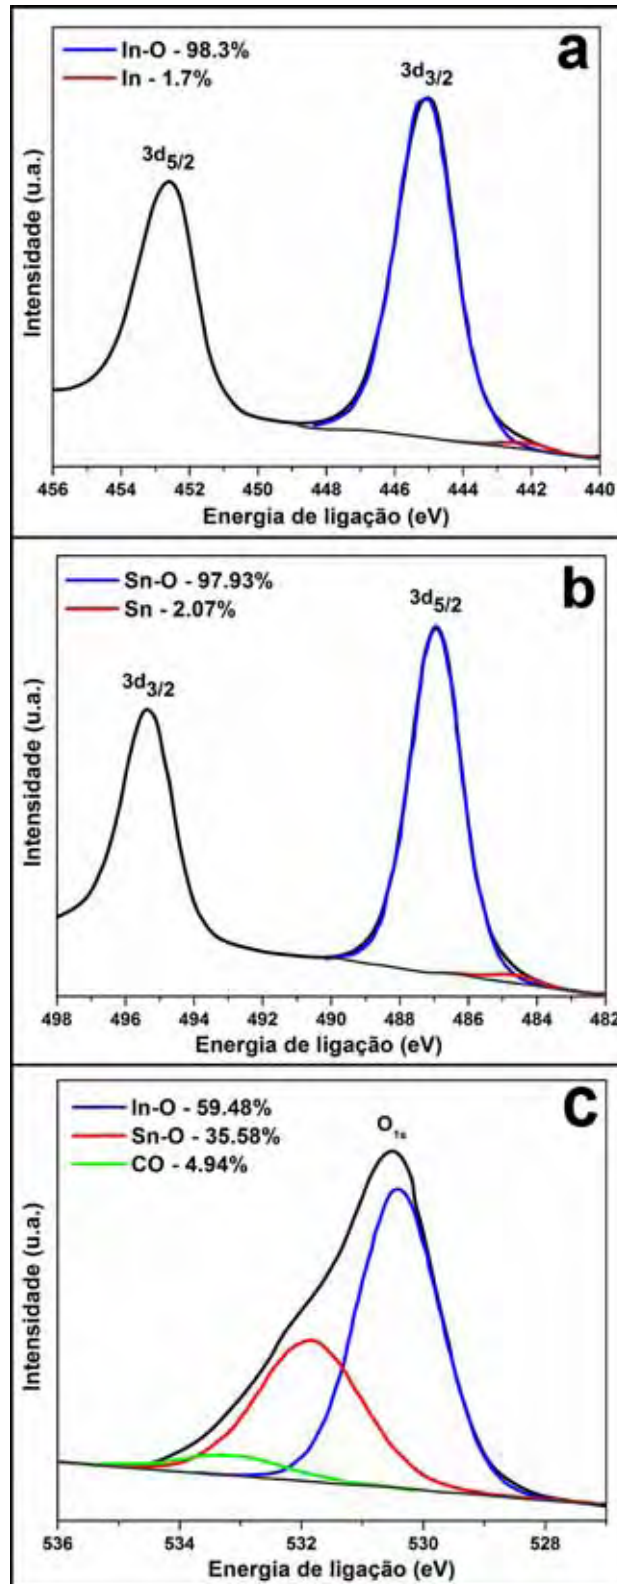 a
In-O - 98.3%
In - 1.7%
3d5/2
3d3/2
Intensidade (u.a.)
456 454 452 450 448 446 444 442 440
Energia de ligação (eV)
b
Sn-O - 97.93%
Sn - 2.07%
3d3/2
3d5/2
Intensidade (u.a.)
498 496 494 492 490 488 486 484 482
Energia de ligação (eV)
C
In-O - 59.48%
Sn-O - 35.58%
CO - 4.94%
O1s
Intensidade (u.a.)
536 534 532 530 528
Energia de ligação (eV)